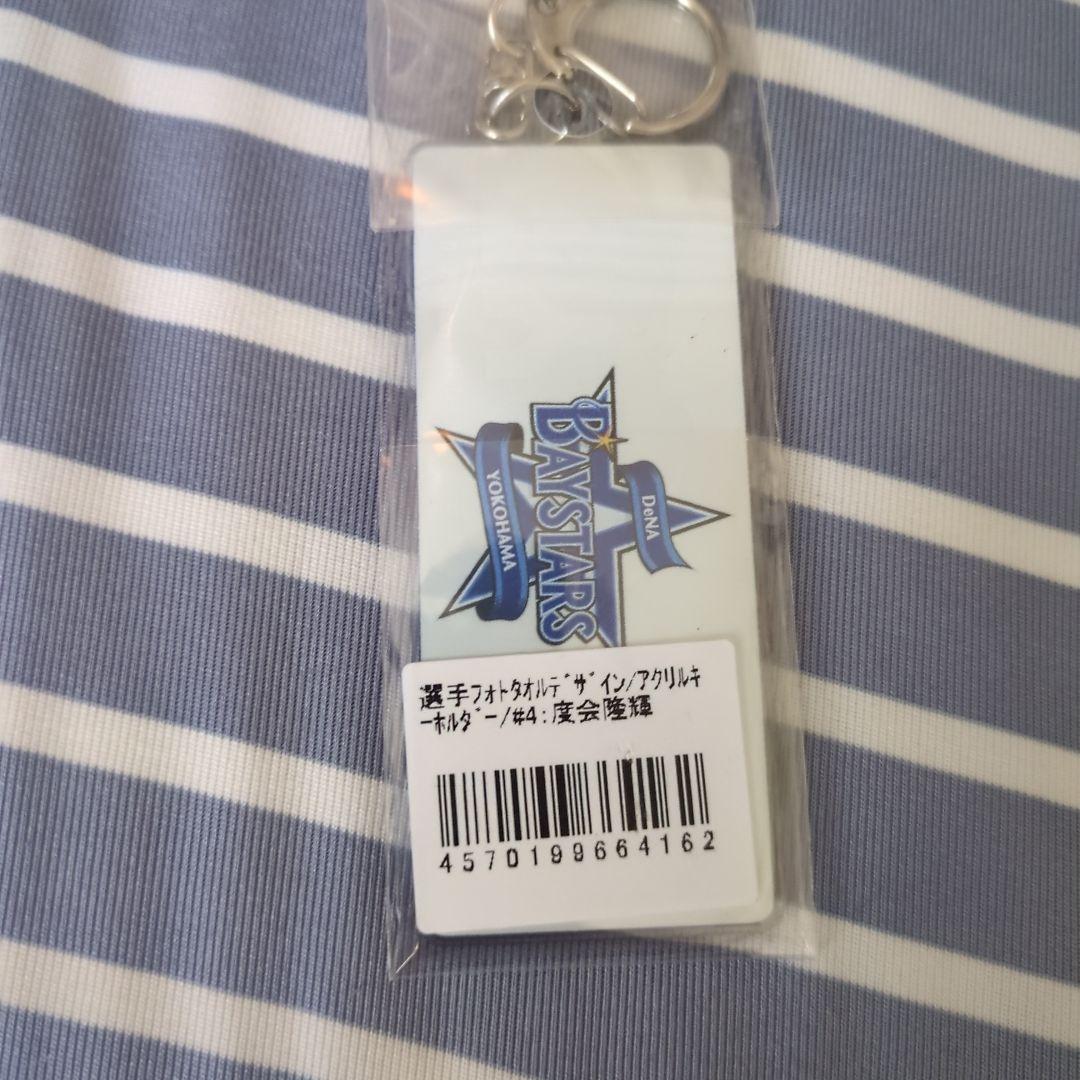 DeNA
BAYSTARS
YOKOHAMA
選手フォトタオルデザイン/アクリルキ
ーホルダー/#4:度会隆輝
4570199664162